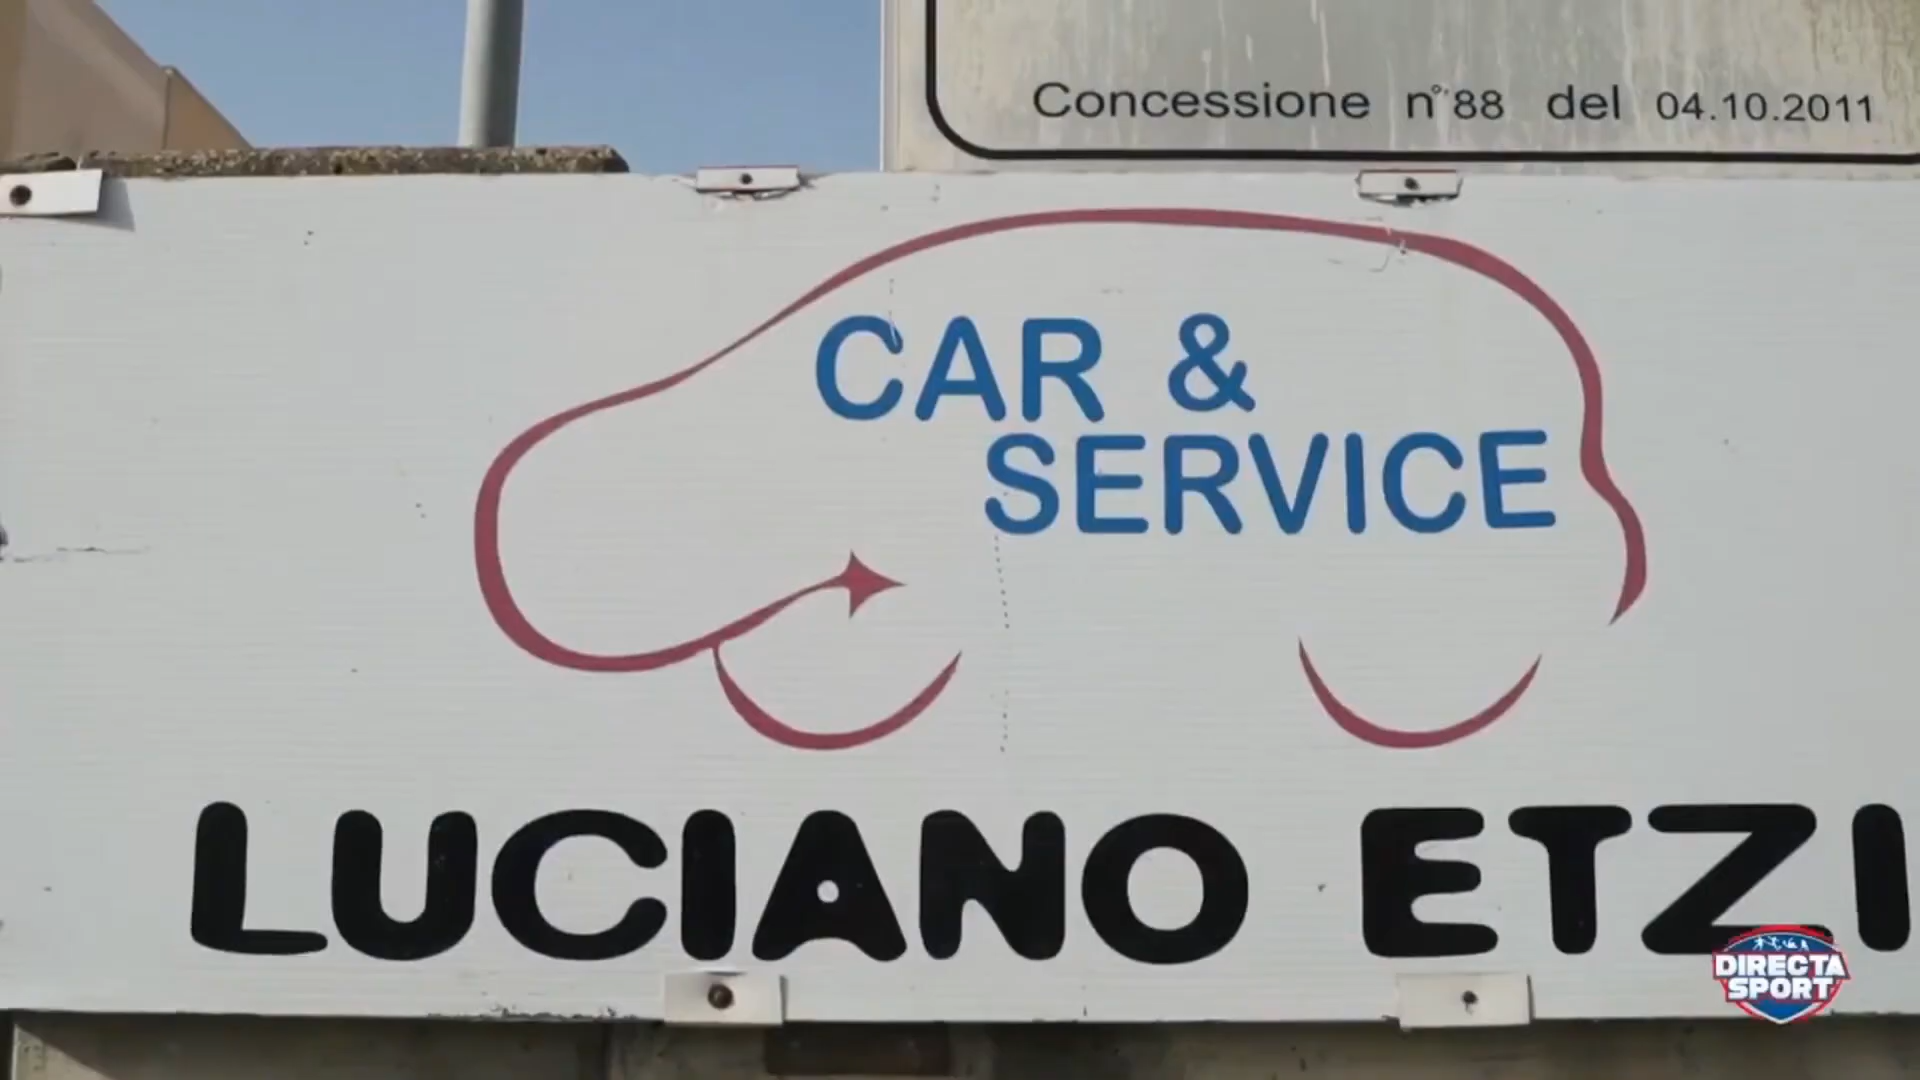 Concessione n° 88 del 04.10.2011
CAR &
SERVICE
LUCIANO ETZI
DIRECTA
SPORT